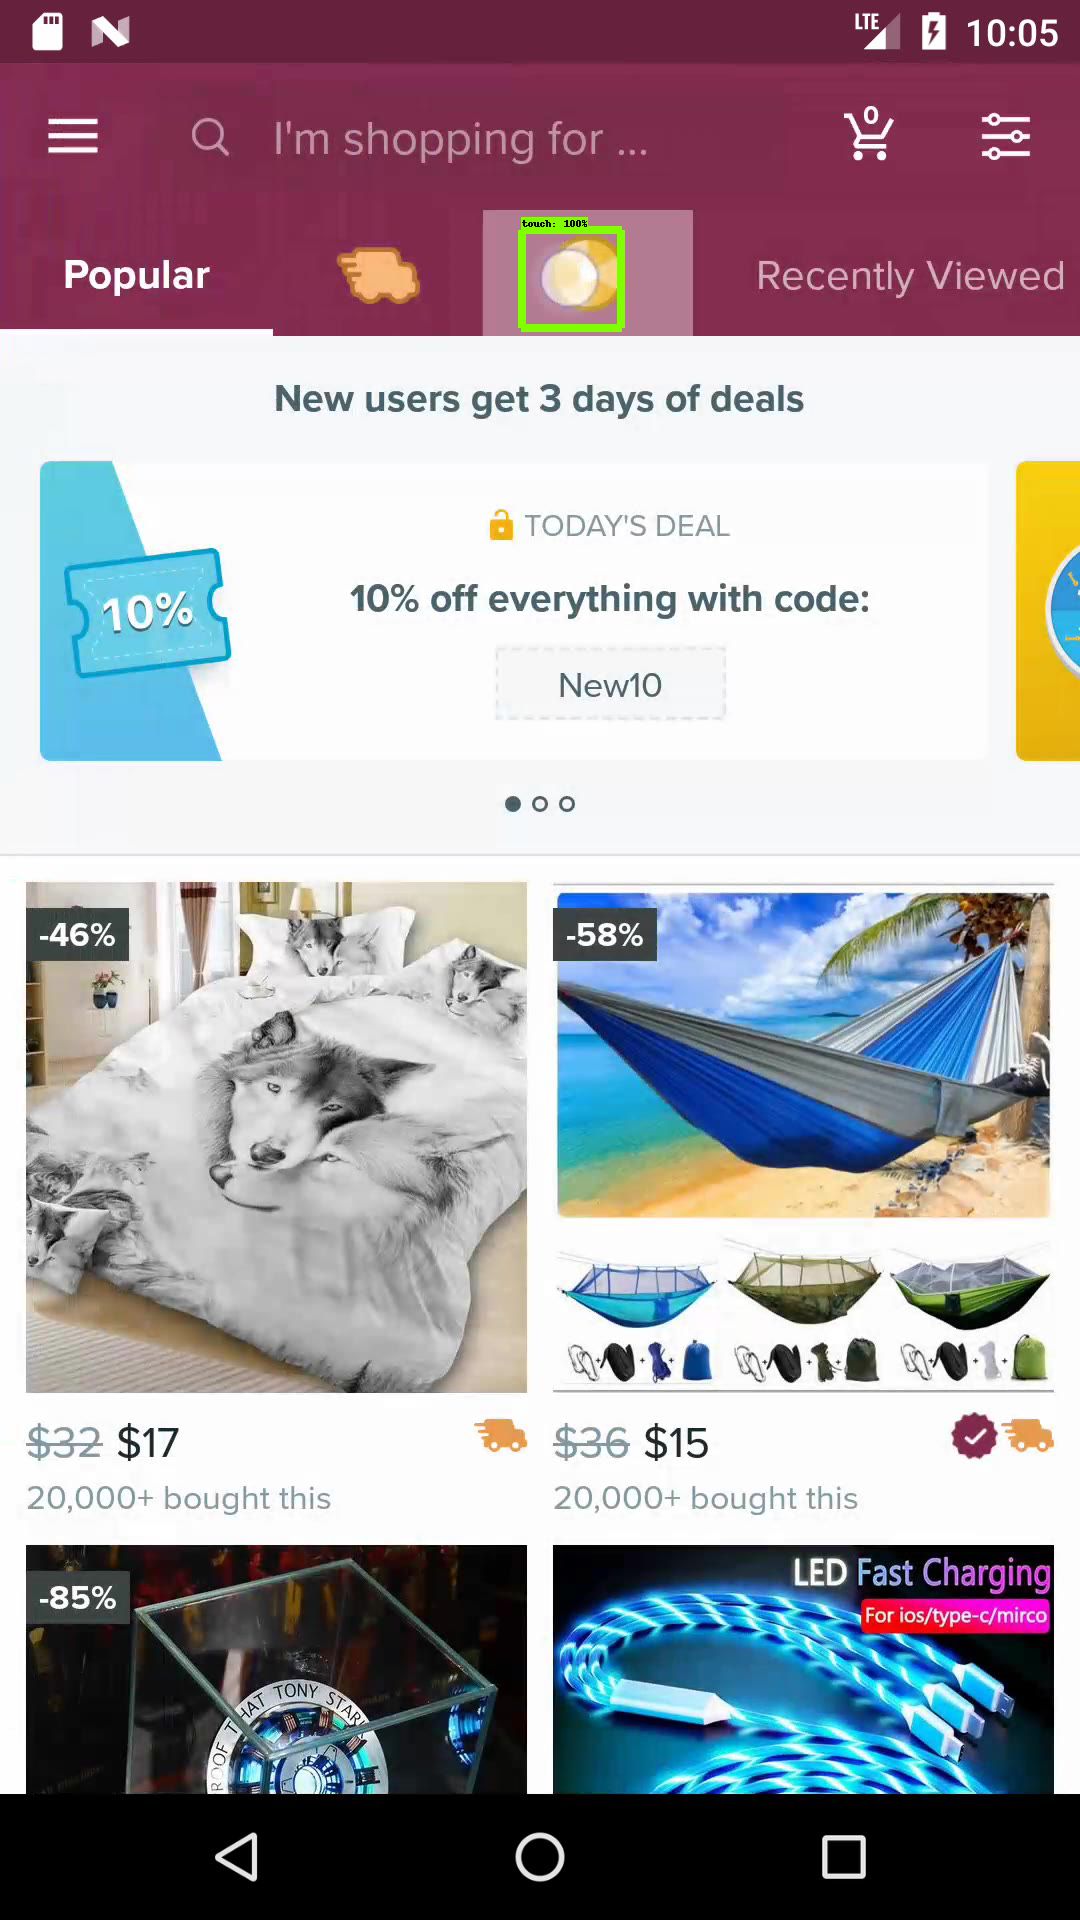 LTE 10:05
0
I'm shopping for ...
touch: 100%
Popular
Recently Viewed
New users get 3 days of deals
TODAY'S DEAL
10%
10% off everything with code:
New10
-46%
-58%
$32 $17
$36 $15
20,000+ bought this
20,000+ bought this
-85%
LED Fast Charging
For ios/type-c/mirco
ROOF THAT TONY STAR